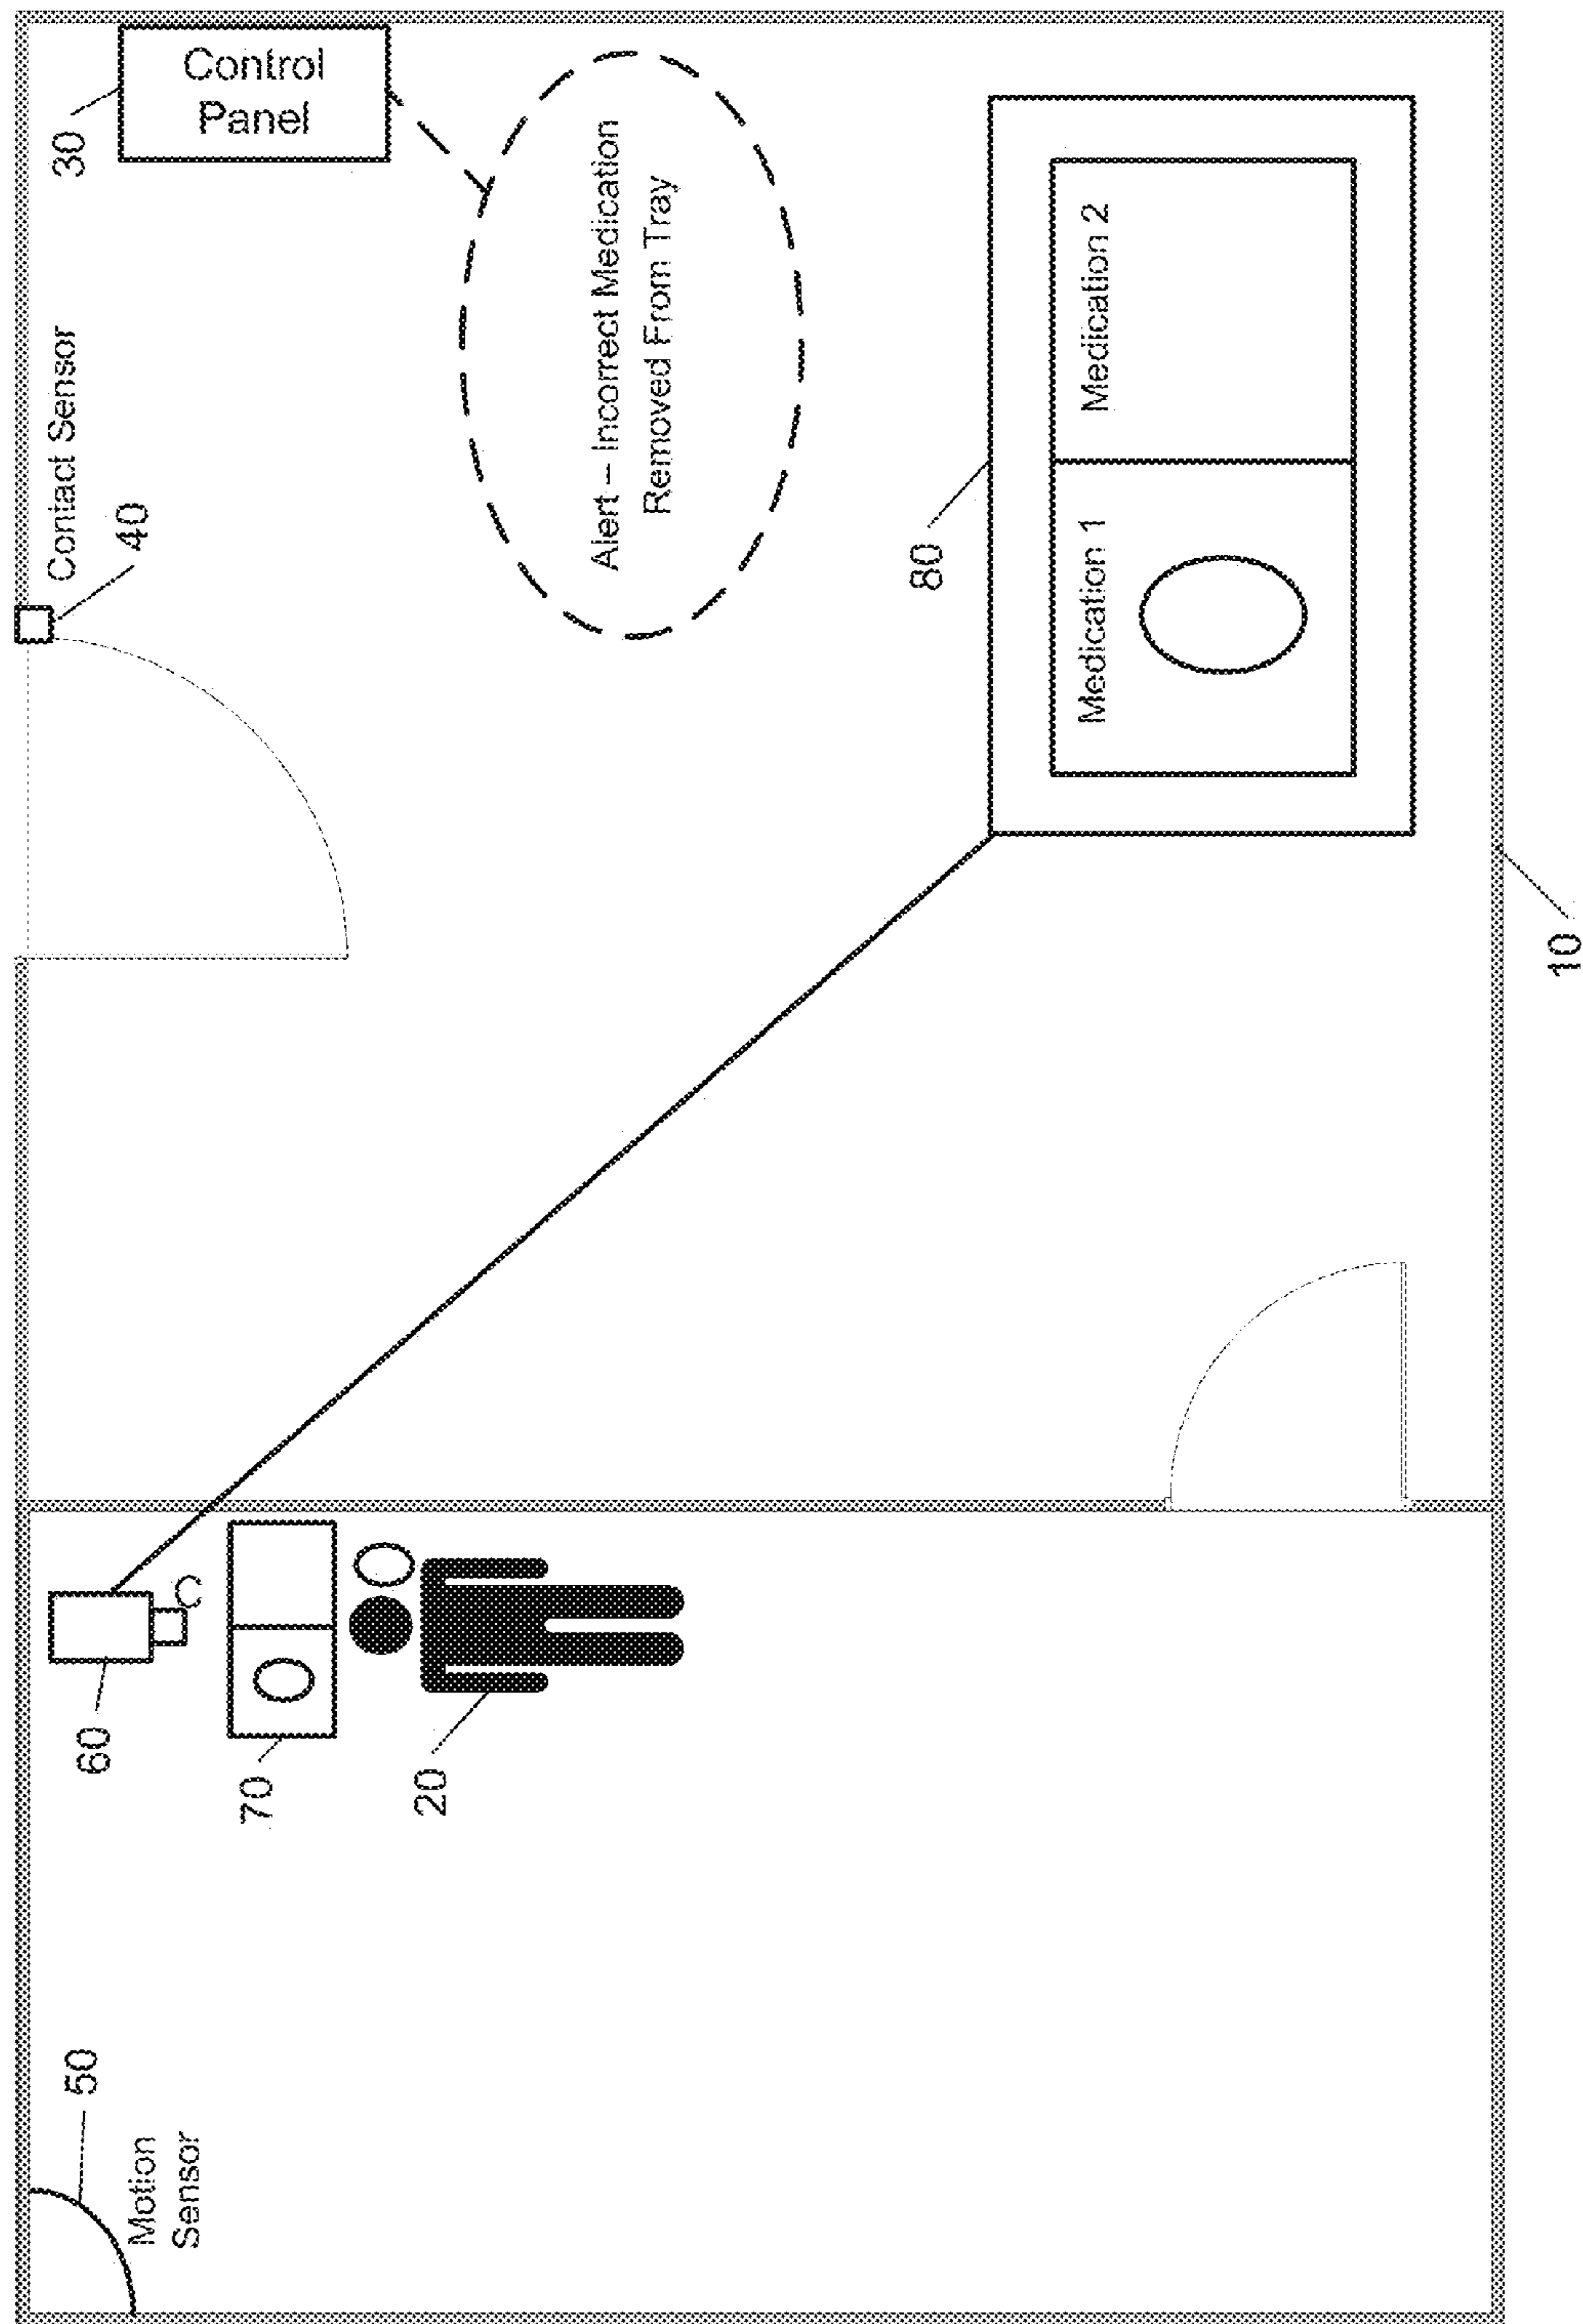 Control
Panel
30
Contact Sensor
40
Alert – Incorrect Medication
Removed From Tray
80
Medication 1
Medication 2
10
C
60
70
20
50
Motion
Sensor